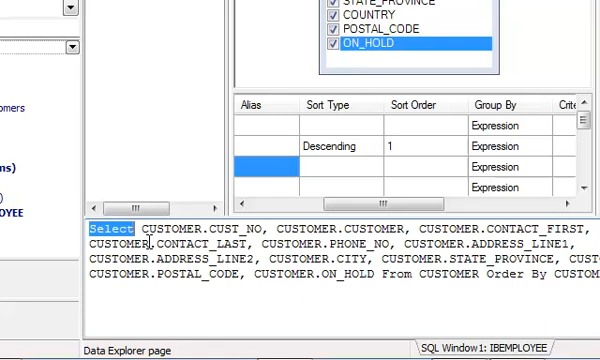 STATE_PROVINCE
COUNTRY
POSTAL_CODE
ON_HOLD
omers
ms)
)
OYEE
Alias Sort Type Sort Order Group By Crite
Expression
Descending 1 Expression
Expression
Expression
Select CUSTOMER.CUST_NO, CUSTOMER.CUSTOMER, CUSTOMER.CONTACT_FIRST,
CUSTOMER.CONTACT_LAST, CUSTOMER.PHONE_NO, CUSTOMER.ADDRESS_LINE1,
CUSTOMER.ADDRESS_LINE2, CUSTOMER.CITY, CUSTOMER.STATE_PROVINCE, CUST
CUSTOMER.POSTAL_CODE, CUSTOMER.ON_HOLD From CUSTOMER Order By CUSTOM
Data Explorer page
SQL Window1: IBEMPLOYEE